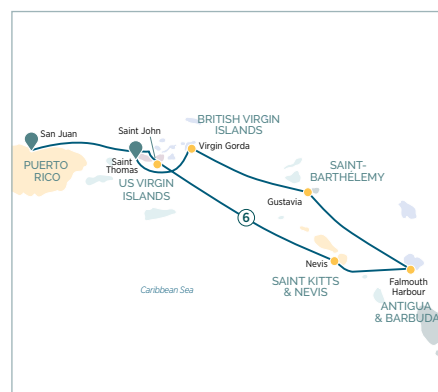 San Juan
PUERTO
RICO
Saint John
Saint
Thomas
US VIRGIN
ISLANDS
BRITISH VIRGIN
ISLANDS
Virgin Gorda
SAINT-
BARTHÉLEMY
Gustavia
6
Nevis
SAINT KITTS
& NEVIS
Falmouth
Harbour
ANTIGUA
& BARBUDA
Caribbean Sea